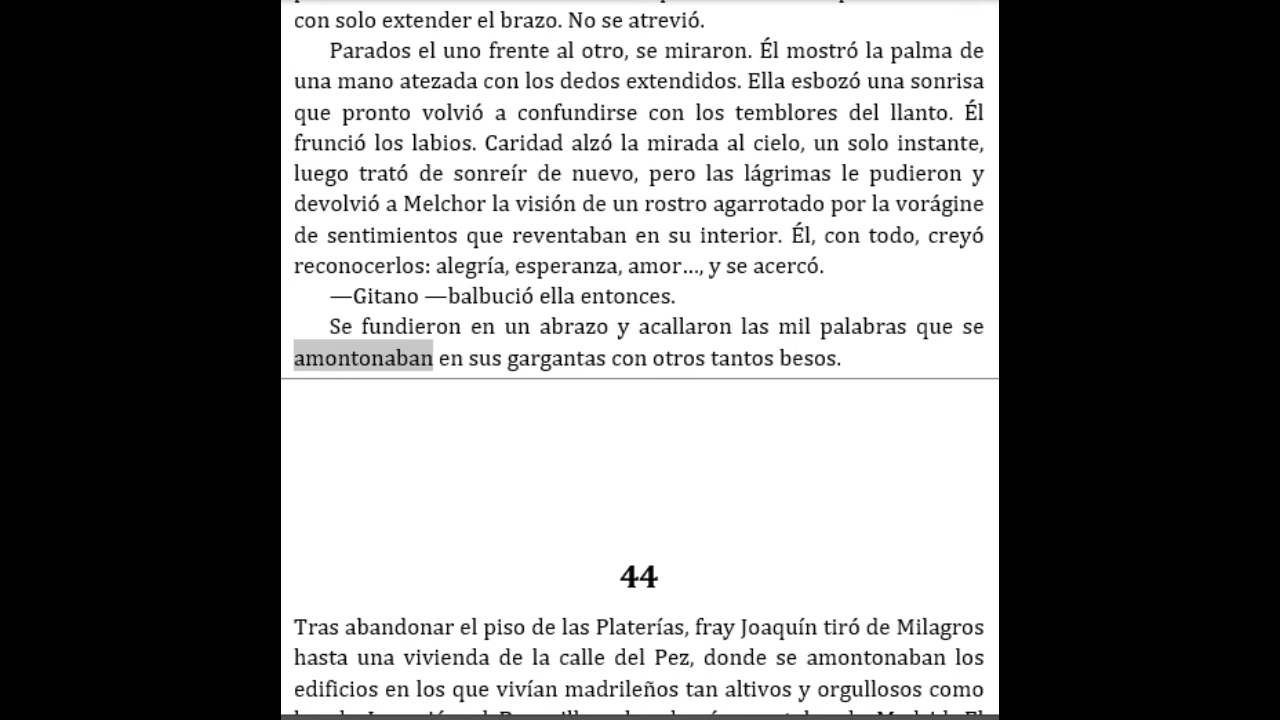 con solo extender el brazo. No se atrevió.
Parados el uno frente al otro, se miraron. Él mostró la palma de
una mano atezada con los dedos extendidos. Ella esbozó una sonrisa
que pronto volvió a confundirse con los temblores del llanto. Él
frunció los labios. Caridad alzó la mirada al cielo, un solo instante,
luego trató de sonreír de nuevo, pero las lágrimas le pudieron y
devolvió a Melchor la visión de un rostro agarrotado por la vorágine
de sentimientos que reventaban en su interior. Él, con todo, creyó
reconocerlos: alegría, esperanza, amor..., y se acercó.
—Gitano —balbució ella entonces.
Se fundieron en un abrazo y acallaron las mil palabras que se
amontonaban en sus gargantas con otros tantos besos.
44
Tras abandonar el piso de las Platerías, fray Joaquín tiró de Milagros
hasta una vivienda de la calle del Pez, donde se amontonaban los
edificios en los que vivían madrileños tan altivos y orgullosos como